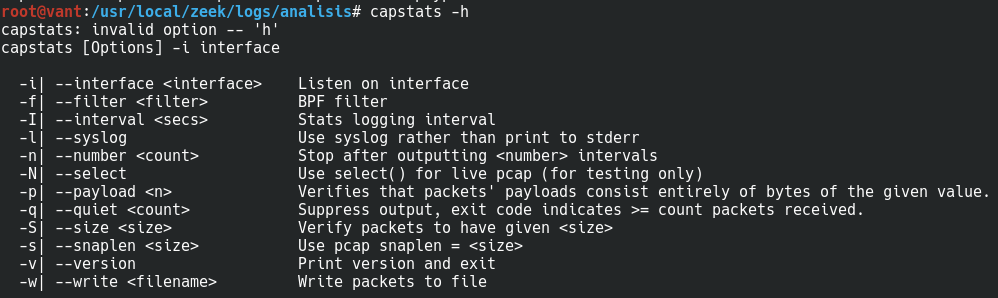 root@vant:/usr/local/zeek/logs/analisis# capstats -h
capstats: invalid option -- 'h'
capstats [Options] -i interface
-i| --interface <interface> Listen on interface
-f| --filter <filter> BPF filter
-I| --interval <secs> Stats logging interval
-l| --syslog Use syslog rather than print to stderr
-n| --number <count> Stop after outputting <number> intervals
-N| --select Use select() for live pcap (for testing only)
-p| --payload <n> Verifies that packets' payloads consist entirely of bytes of the given value.
-q| --quiet <count> Suppress output, exit code indicates >= count packets received.
-S| --size <size> Verify packets to have given <size>
-s| --snaplen <size> Use pcap snaplen = <size>
-v| --version Print version and exit
-w| --write <filename> Write packets to file